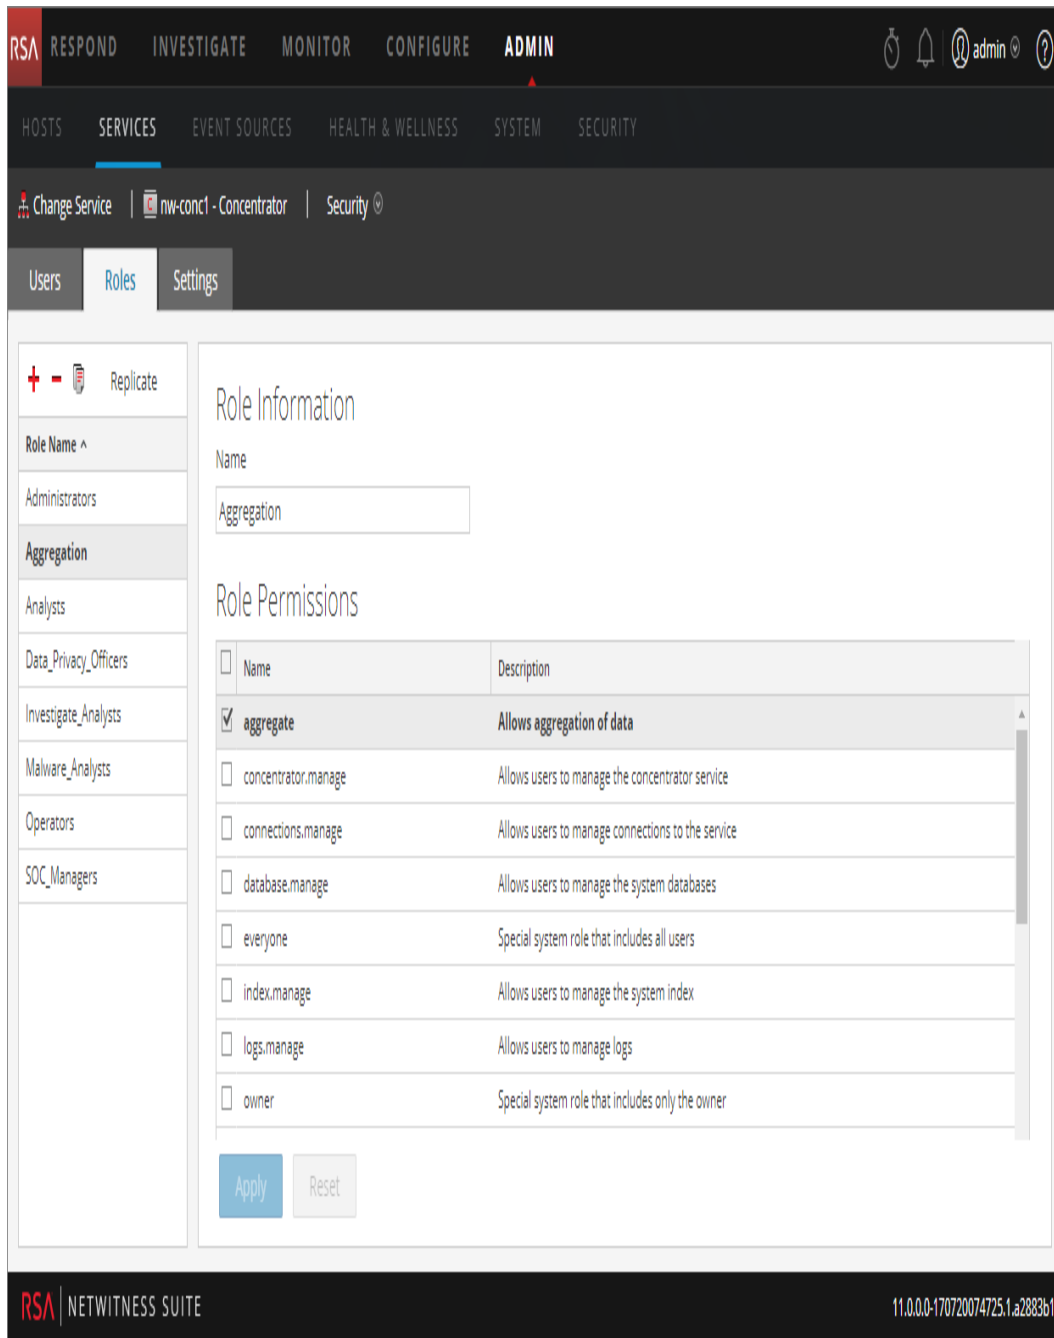 RSA RESPOND INVESTIGATE MONITOR CONFIGURE ADMIN admin
HOSTS SERVICES EVENT SOURCES HEALTH & WELLNESS SYSTEM SECURITY
Change Service | C nw-conc1 - Concentrator | Security
Users Roles Settings
Replicate
Role Name
Administrators
Aggregation
Analysts
Data_Privacy_Officers
Investigate_Analysts
Malware_Analysts
Operators
SOC_Managers
Role Information
Name
Aggregation
Role Permissions
Name Description
aggregate Allows aggregation of data
concentrator.manage Allows users to manage the concentrator service
connections.manage Allows users to manage connections to the service
database.manage Allows users to manage the system databases
everyone Special system role that includes all users
index.manage Allows users to manage the system index
logs.manage Allows users to manage logs
owner Special system role that includes only the owner
Apply Reset
RSA | NETWITNESS SUITE 11.0.0.0-170720074725.1.a2883b1